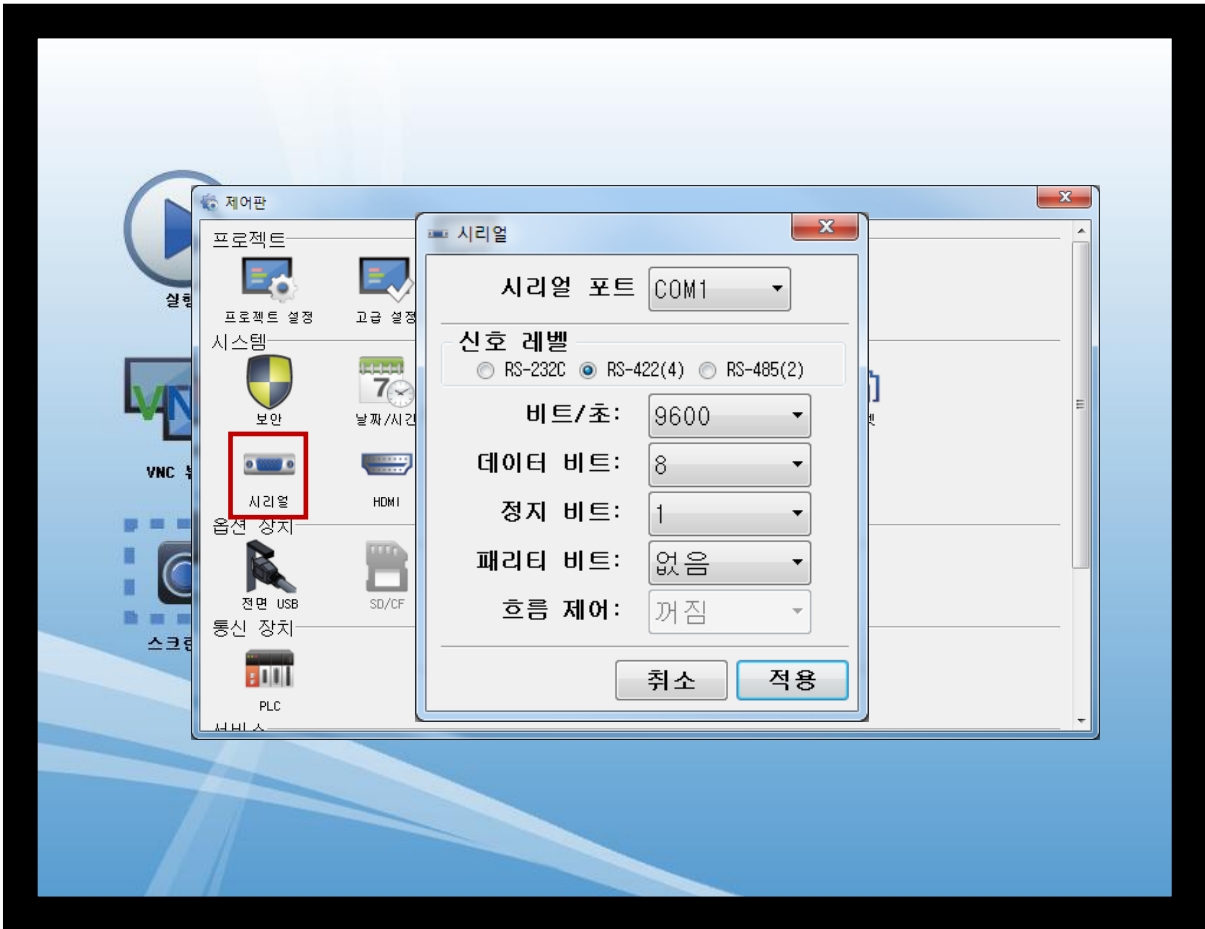 제어판
프로젝트
프로젝트 설정
고급 설정
시스템
보안
날짜/시간
시리얼
HDMI
옵션 장치
전면 USB
SD/CF
통신 장치
PLC
서비스
VNC
시리얼
시리얼 포트 COM1
신호 레벨
RS-232C RS-422(4) RS-485(2)
비트/초: 9600
데이터 비트: 8
정지 비트: 1
패리티 비트: 없음
흐름 제어: 꺼짐
취소 적용